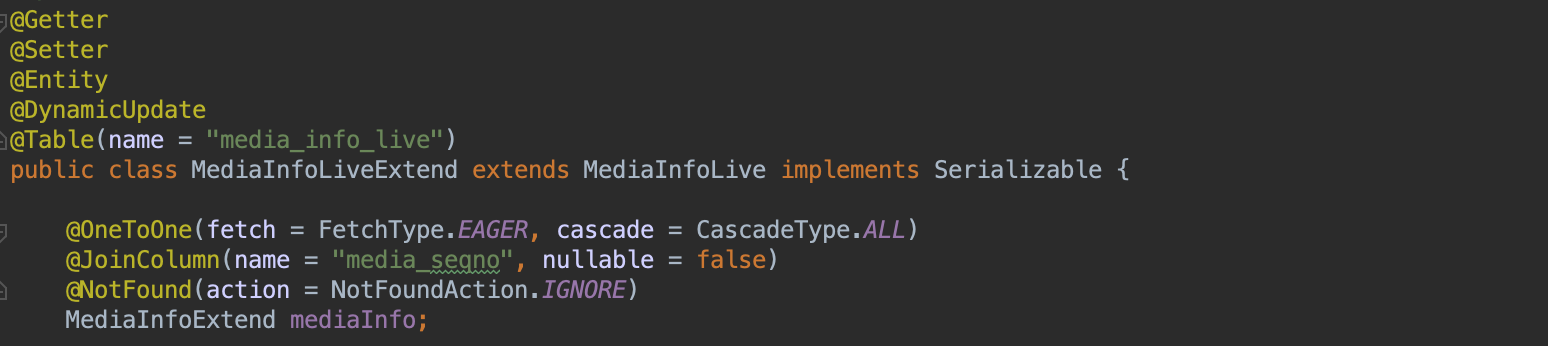 @Getter
@Setter
@Entity
@DynamicUpdate
@Table(name = "media_info_live")
public class MediaInfoLiveExtend extends MediaInfoLive implements Serializable {
@OneToOne(fetch = FetchType.EAGER, cascade = CascadeType.ALL)
@JoinColumn(name = "media_seqno", nullable = false)
@NotFound(action = NotFoundAction.IGNORE)
MediaInfoExtend mediaInfo;